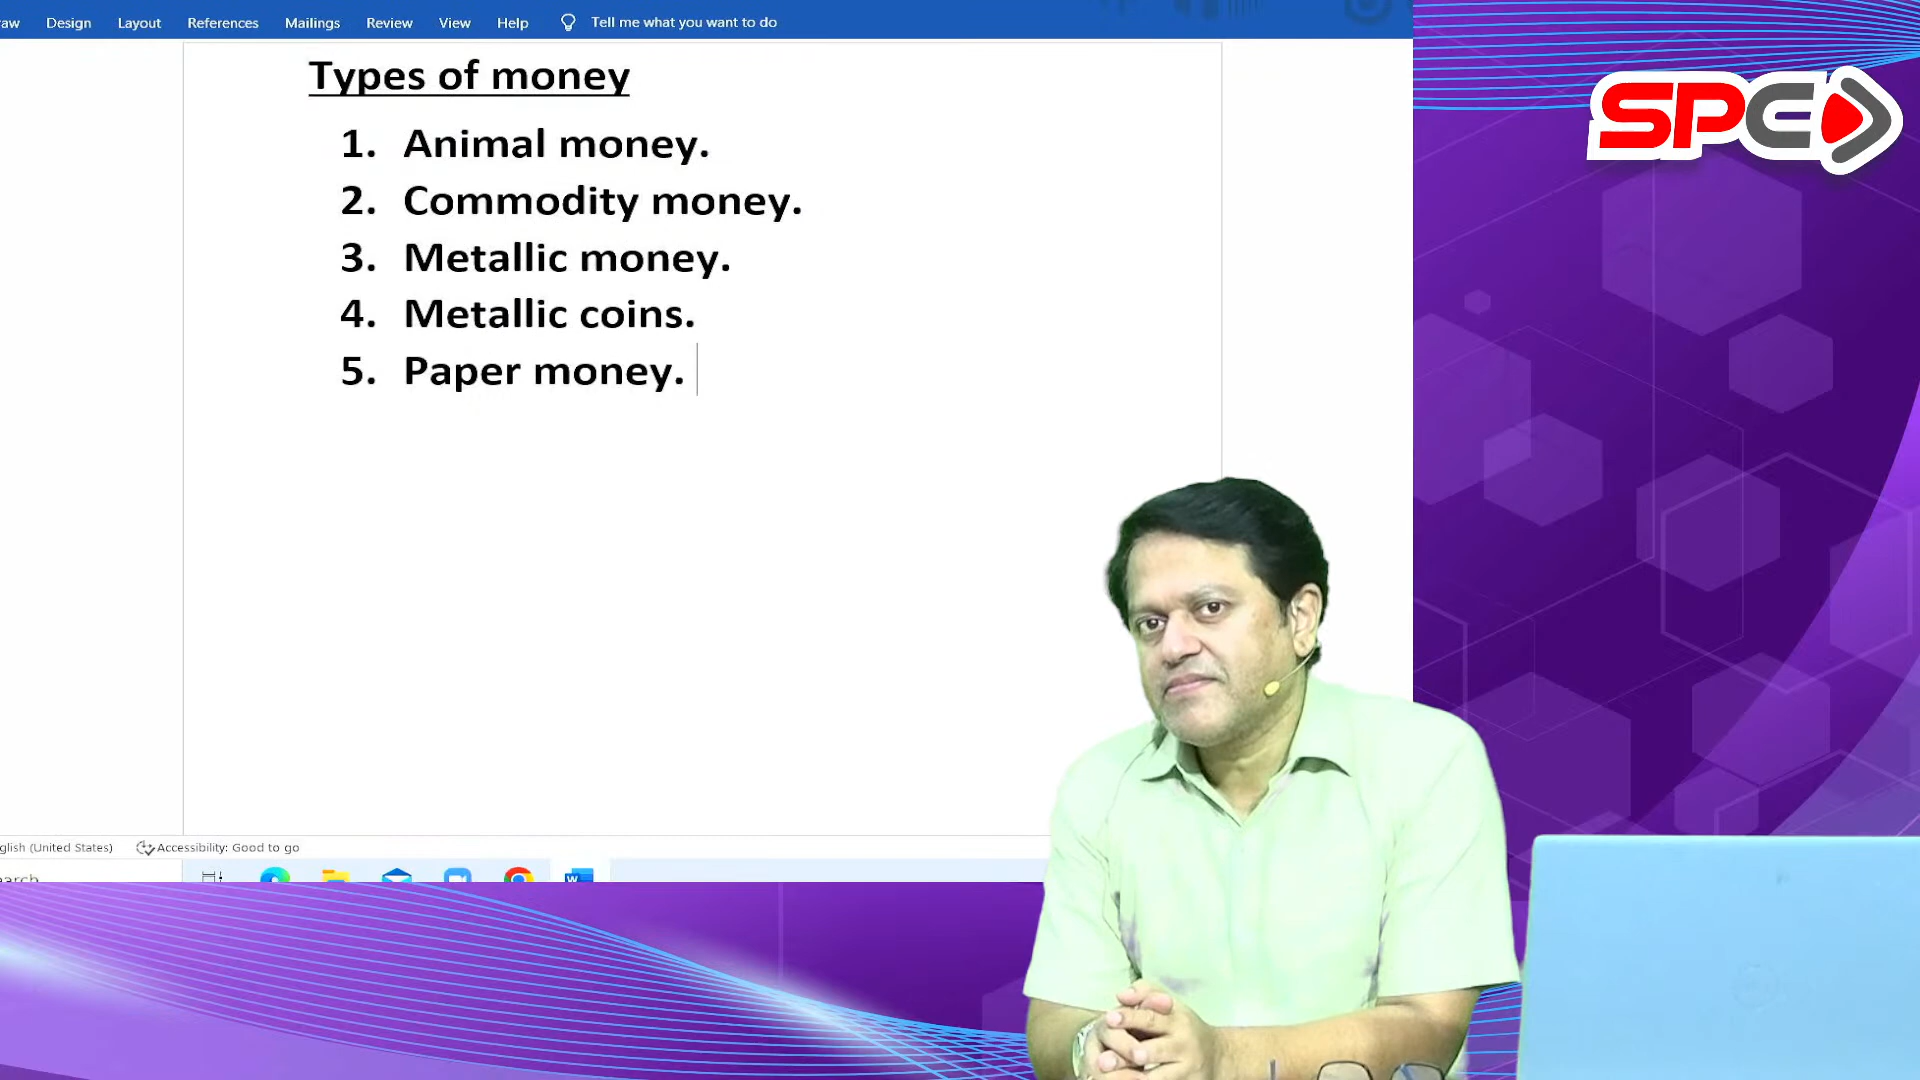 Design Layout References Mailings Review View Help Tell me what you want to do
SPE
Types of money
1. Animal money.
2. Commodity money.
3. Metallic money.
4. Metallic coins.
5. Paper money.
glish (United States) Accessibility: Good to go